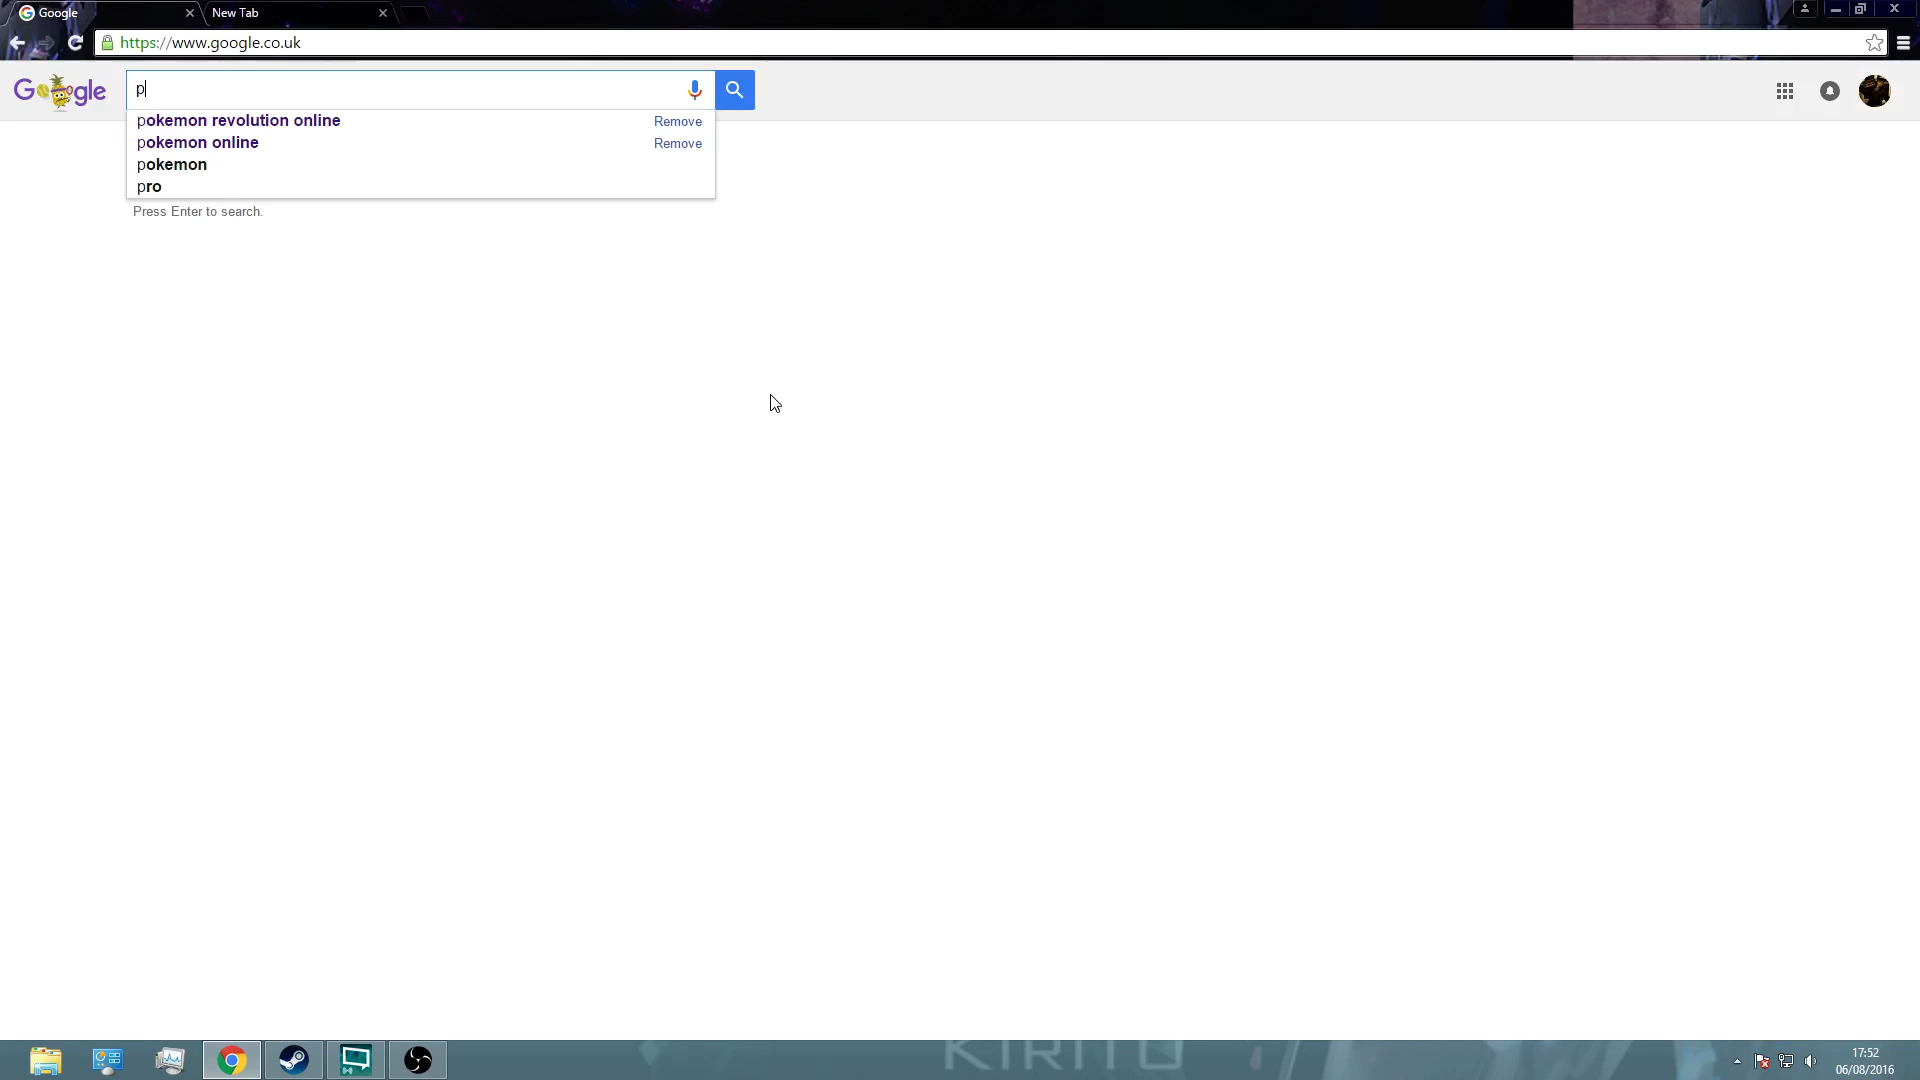 Google
New Tab
https://www.google.co.uk
Google
p
pokemon revolution online Remove
pokemon online Remove
pokemon
pro
Press Enter to search.
KIRITO
17:52
06/08/2016